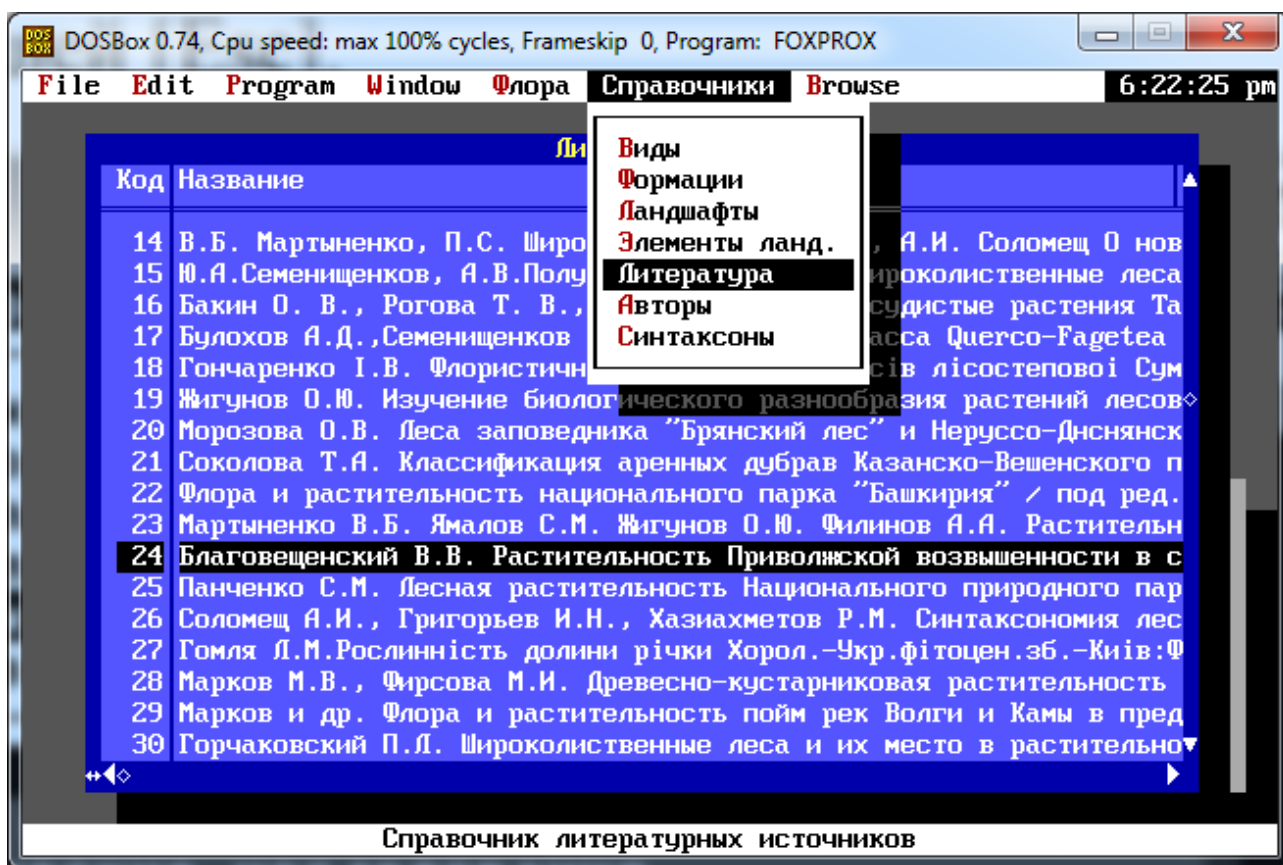 DOSBox 0.74, Cpu speed: max 100% cycles, Frameskip 0, Program: FOXPROX
File Edit Program Window Флора Справочники Browse 6:22:25 pm
Виды
Формации
Ландшафты
Элементы ланд.
Литература
Авторы
Синтаксоны
Код Название
14 В.Б. Мартыненко, П.С. Широ , А.И. Соломещ О нов
15 Ю.А.Семенищенков, А.В.Полу ироколиственные леса
16 Бакин О. В., Рогова Т. В., судистые растения Та
17 Булохов А.Д.,Семенищенков асса Querco-Fagetea
18 Гончаренко І.В. Флористичн сів лісостепової Сум
19 Жигунов О.Ю. Изучение биологического разнообразия растений лесов
20 Морозова О.В. Леса заповедника "Брянский лес" и Неруссо-Днснянск
21 Соколова Т.А. Классификация аренных дубрав Казанско-Вешенского п
22 Флора и растительность национального парка "Башкирия" / под ред.
23 Мартыненко В.Б. Ямалов С.М. Жигунов О.Ю. Филинов А.А. Растительн
24 Благовещенский В.В. Растительность Приволжской возвышенности в с
25 Панченко С.М. Лесная растительность Национального природного пар
26 Соломещ А.И., Григорьев И.Н., Хазиахметов Р.М. Синтаксономия лес
27 Гомля Л.М.Рослинність долини річки Хорол.-Укр.фітоцен.зб.-Київ:Ф
28 Марков М.В., Фирсова М.И. Древесно-кустарниковая растительность
29 Марков и др. Флора и растительность пойм рек Волги и Камы в пред
30 Горчаковский П.Л. Широколиственные леса и их место в растительно
Справочник литературных источников